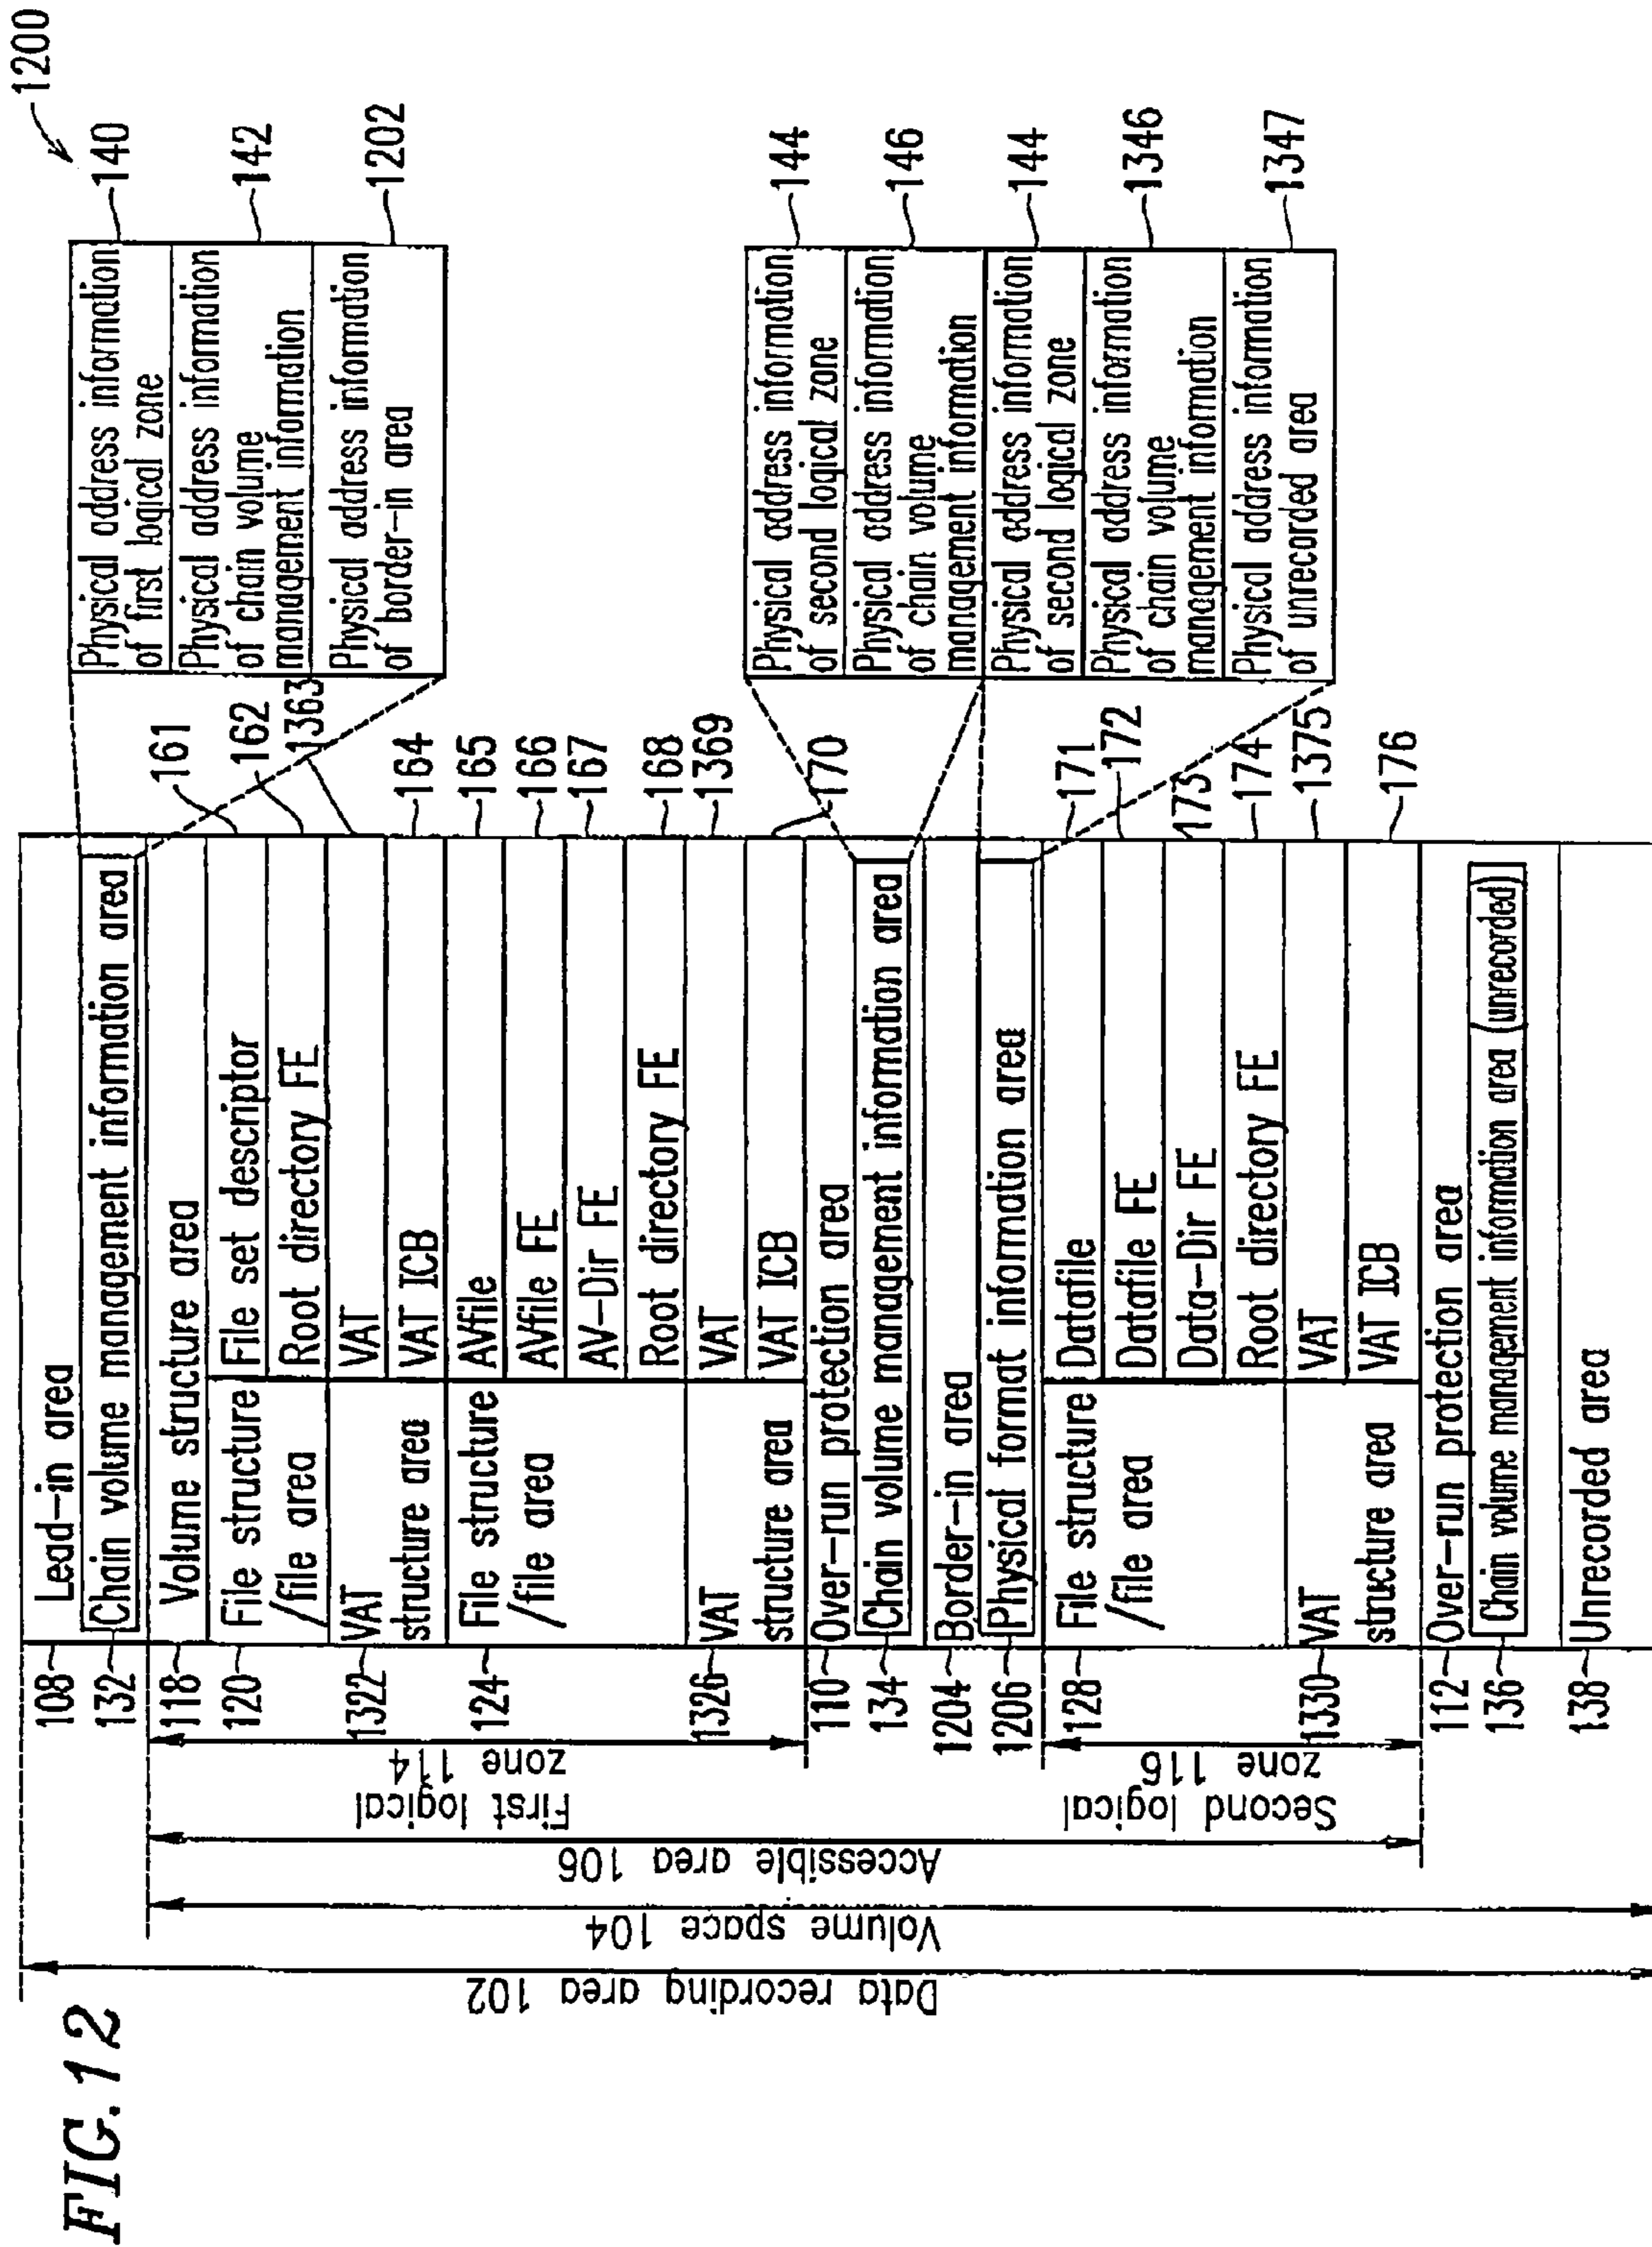 FIG.12
1200
Data recording area 102
Volume space 104
Accessible area 106
First logical
zone 114
Second logical
zone 116
108
132
118
120
1322
124
1326
110
134
1204
1206
128
1330
112
136
138
Lead-in area
Chain volume management information area
Volume structure area
File structure
/file area
File set descriptor
Root directory FE
VAT
structure area
VAT
VAT ICB
File structure
/file area
AVfile
AVfile FE
AV-Dir FE
Root directory FE
VAT
structure area
VAT
VAT ICB
Over-run protection area
Chain volume management information area
Border-in area
Physical format information area
File structure
/file area
Datafile
Datafile FE
Data-Dir FE
Root directory FE
VAT
structure area
VAT
VAT ICB
Over-run protection area
Chain volume management information area (unrecorded)
Unrecorded area
161
162
1363
164
165
166
167
168
1369
170
171
172
173
174
1375
176
Physical address information
of first logical zone
Physical address information
of chain volume
management information
Physical address information
of border-in area
140
142
1202
Physical address information
of second logical zone
Physical address information
of chain volume
management information
Physical address information
of second logical zone
Physical address information
of chain volume
management information
Physical address information
of unrecorded area
144
146
144
1346
1347